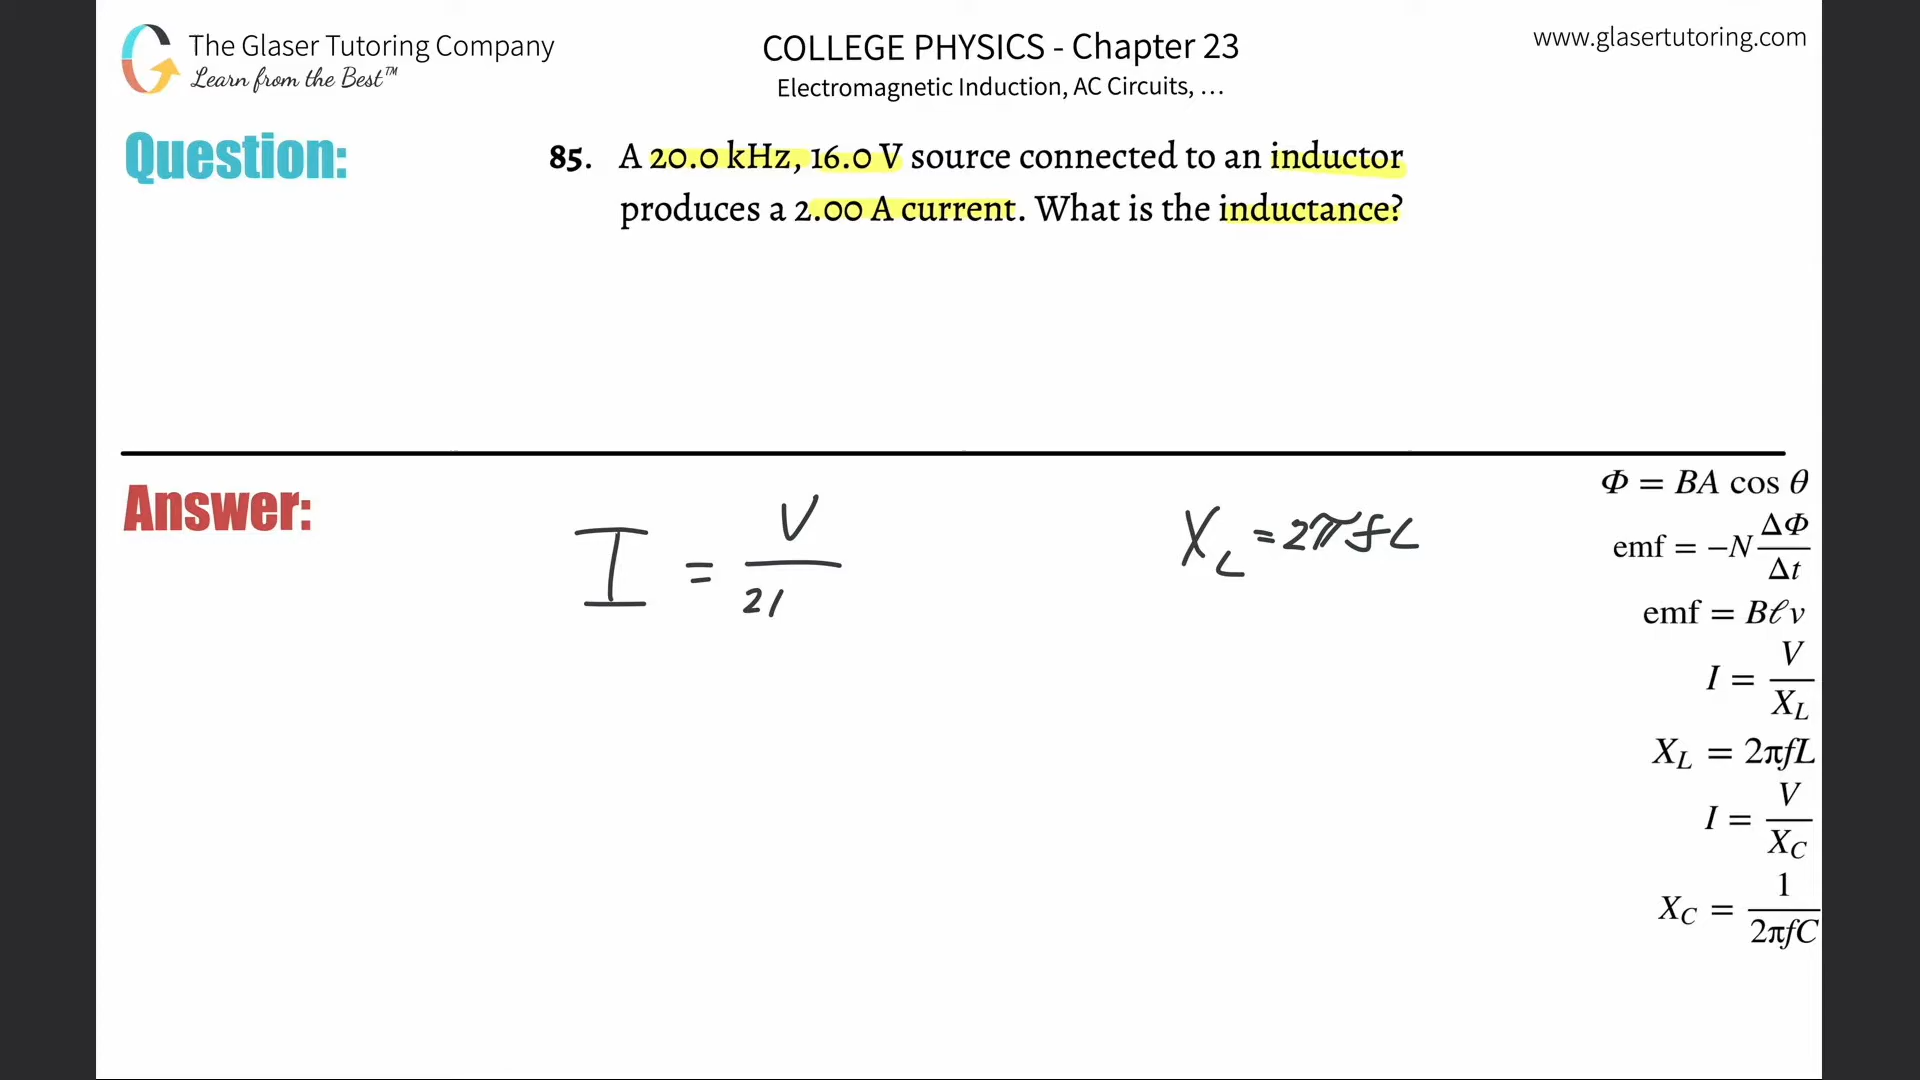 The Glaser Tutoring Company
Learn from the Best™
COLLEGE PHYSICS - Chapter 23
Electromagnetic Induction, AC Circuits, …
www.glasertutoring.com
Question:
85. A 20.0 kHz, 16.0 V source connected to an inductor
produces a 2.00 A current. What is the inductance?
Answer:
I = V / 21
X_L = 2πfL
Φ = BA cos θ
emf = −N ΔΦ / Δt
emf = Bℓv
I = V / X_L
X_L = 2πfL
I = V / X_C
X_C = 1 / 2πfC